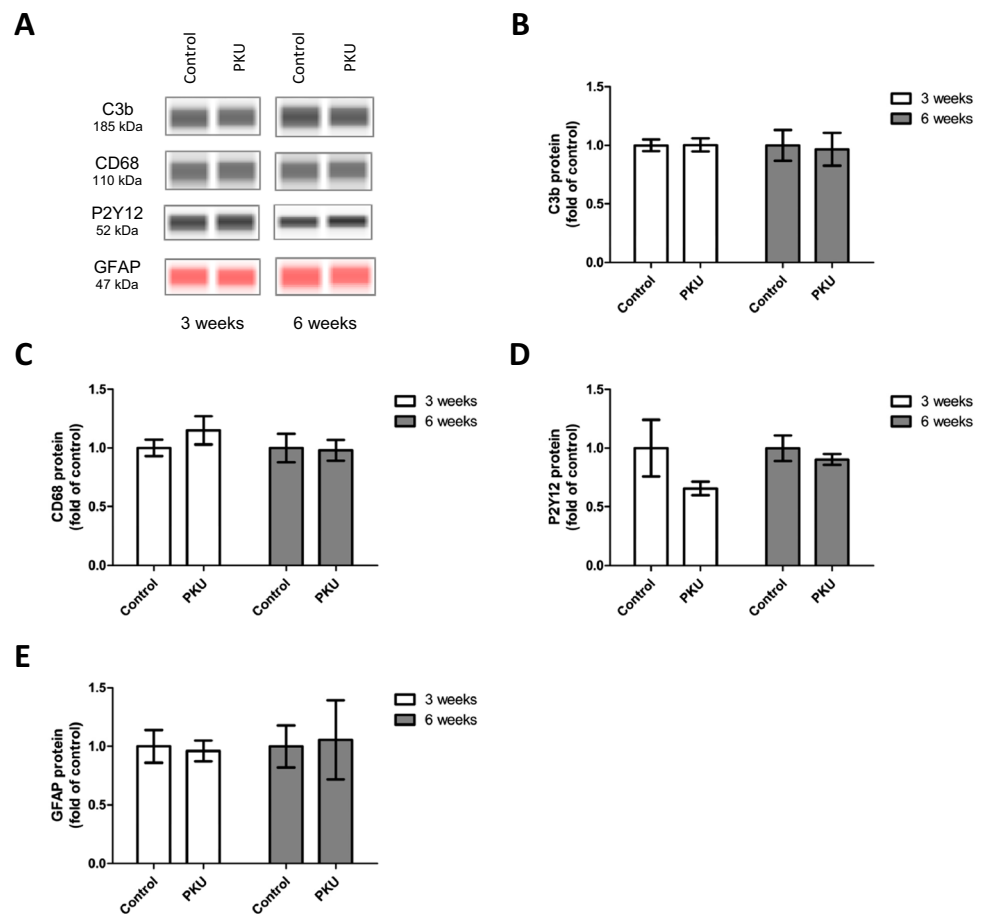 A
Control
PKU
Control
PKU
C3b
185 kDa
CD68
110 kDa
P2Y12
52 kDa
GFAP
47 kDa
3 weeks
6 weeks
B
C3b protein
(fold of control)
1.5
1.0
0.5
0.0
Control
PKU
Control
PKU
3 weeks
6 weeks
C
CD68 protein
(fold of control)
1.5
1.0
0.5
0.0
Control
PKU
Control
PKU
3 weeks
6 weeks
D
P2Y12 protein
(fold of control)
1.5
1.0
0.5
0.0
Control
PKU
Control
PKU
3 weeks
6 weeks
E
GFAP protein
(fold of control)
1.5
1.0
0.5
0.0
Control
PKU
Control
PKU
3 weeks
6 weeks